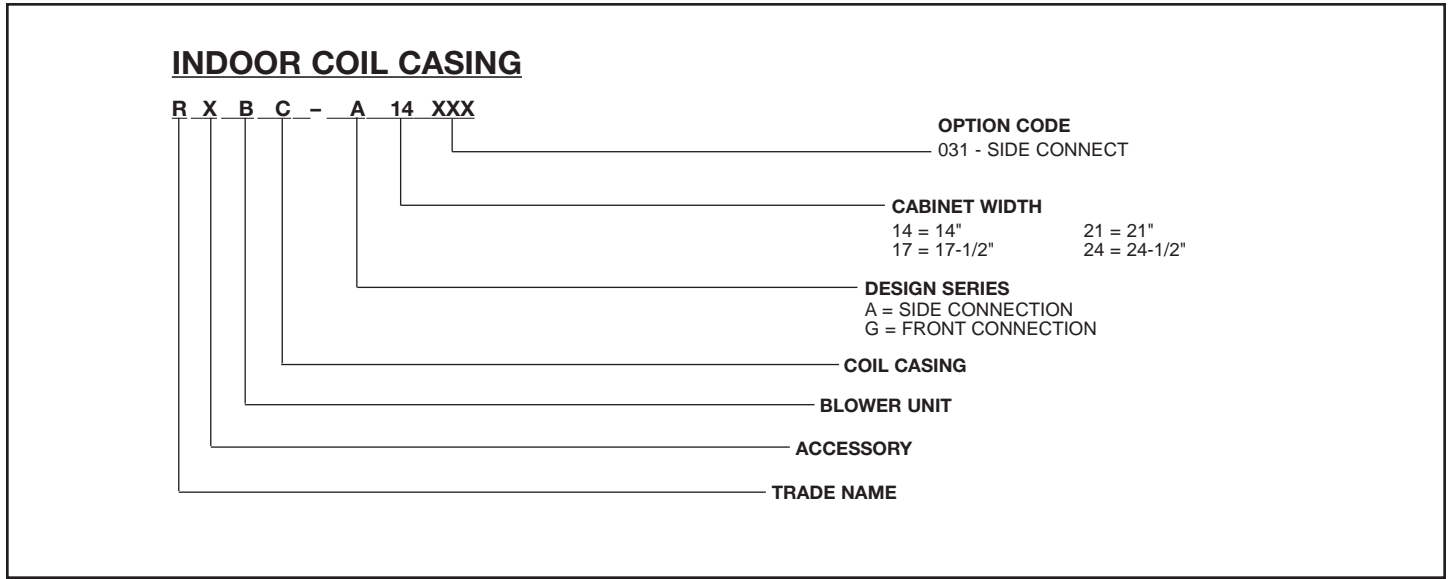 INDOOR COIL CASING
R X B C – A 14 XXX
OPTION CODE
031 - SIDE CONNECT
CABINET WIDTH
14 = 14" 21 = 21"
17 = 17-1/2" 24 = 24-1/2"
DESIGN SERIES
A = SIDE CONNECTION
G = FRONT CONNECTION
COIL CASING
BLOWER UNIT
ACCESSORY
TRADE NAME